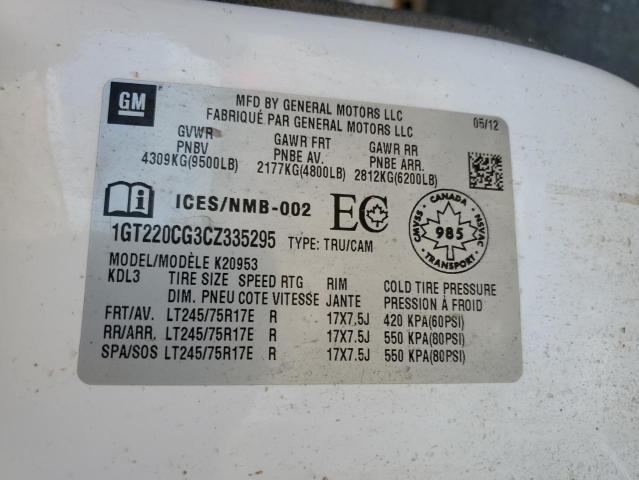 GM
MFD BY GENERAL MOTORS LLC
FABRIQUÉ PAR GENERAL MOTORS LLC
05/12
GVWR GAWR FRT GAWR RR
PNBV PNBE AV. PNBE ARR.
4309KG(9500LB) 2177KG(4800LB) 2812KG(6200LB)
ICES/NMB-002 EC
CANADA
CMVSS NSVAC
985
TRANSPORT
1GT220CG3CZ335295 TYPE: TRU/CAM
MODEL/MODÈLE K20953
KDL3 TIRE SIZE SPEED RTG RIM COLD TIRE PRESSURE
DIM. PNEU COTE VITESSE JANTE PRESSION À FROID
FRT/AV. LT245/75R17E R 17X7.5J 420 KPA(60PSI)
RR/ARR. LT245/75R17E R 17X7.5J 550 KPA(80PSI)
SPA/SOS LT245/75R17E R 17X7.5J 550 KPA(80PSI)